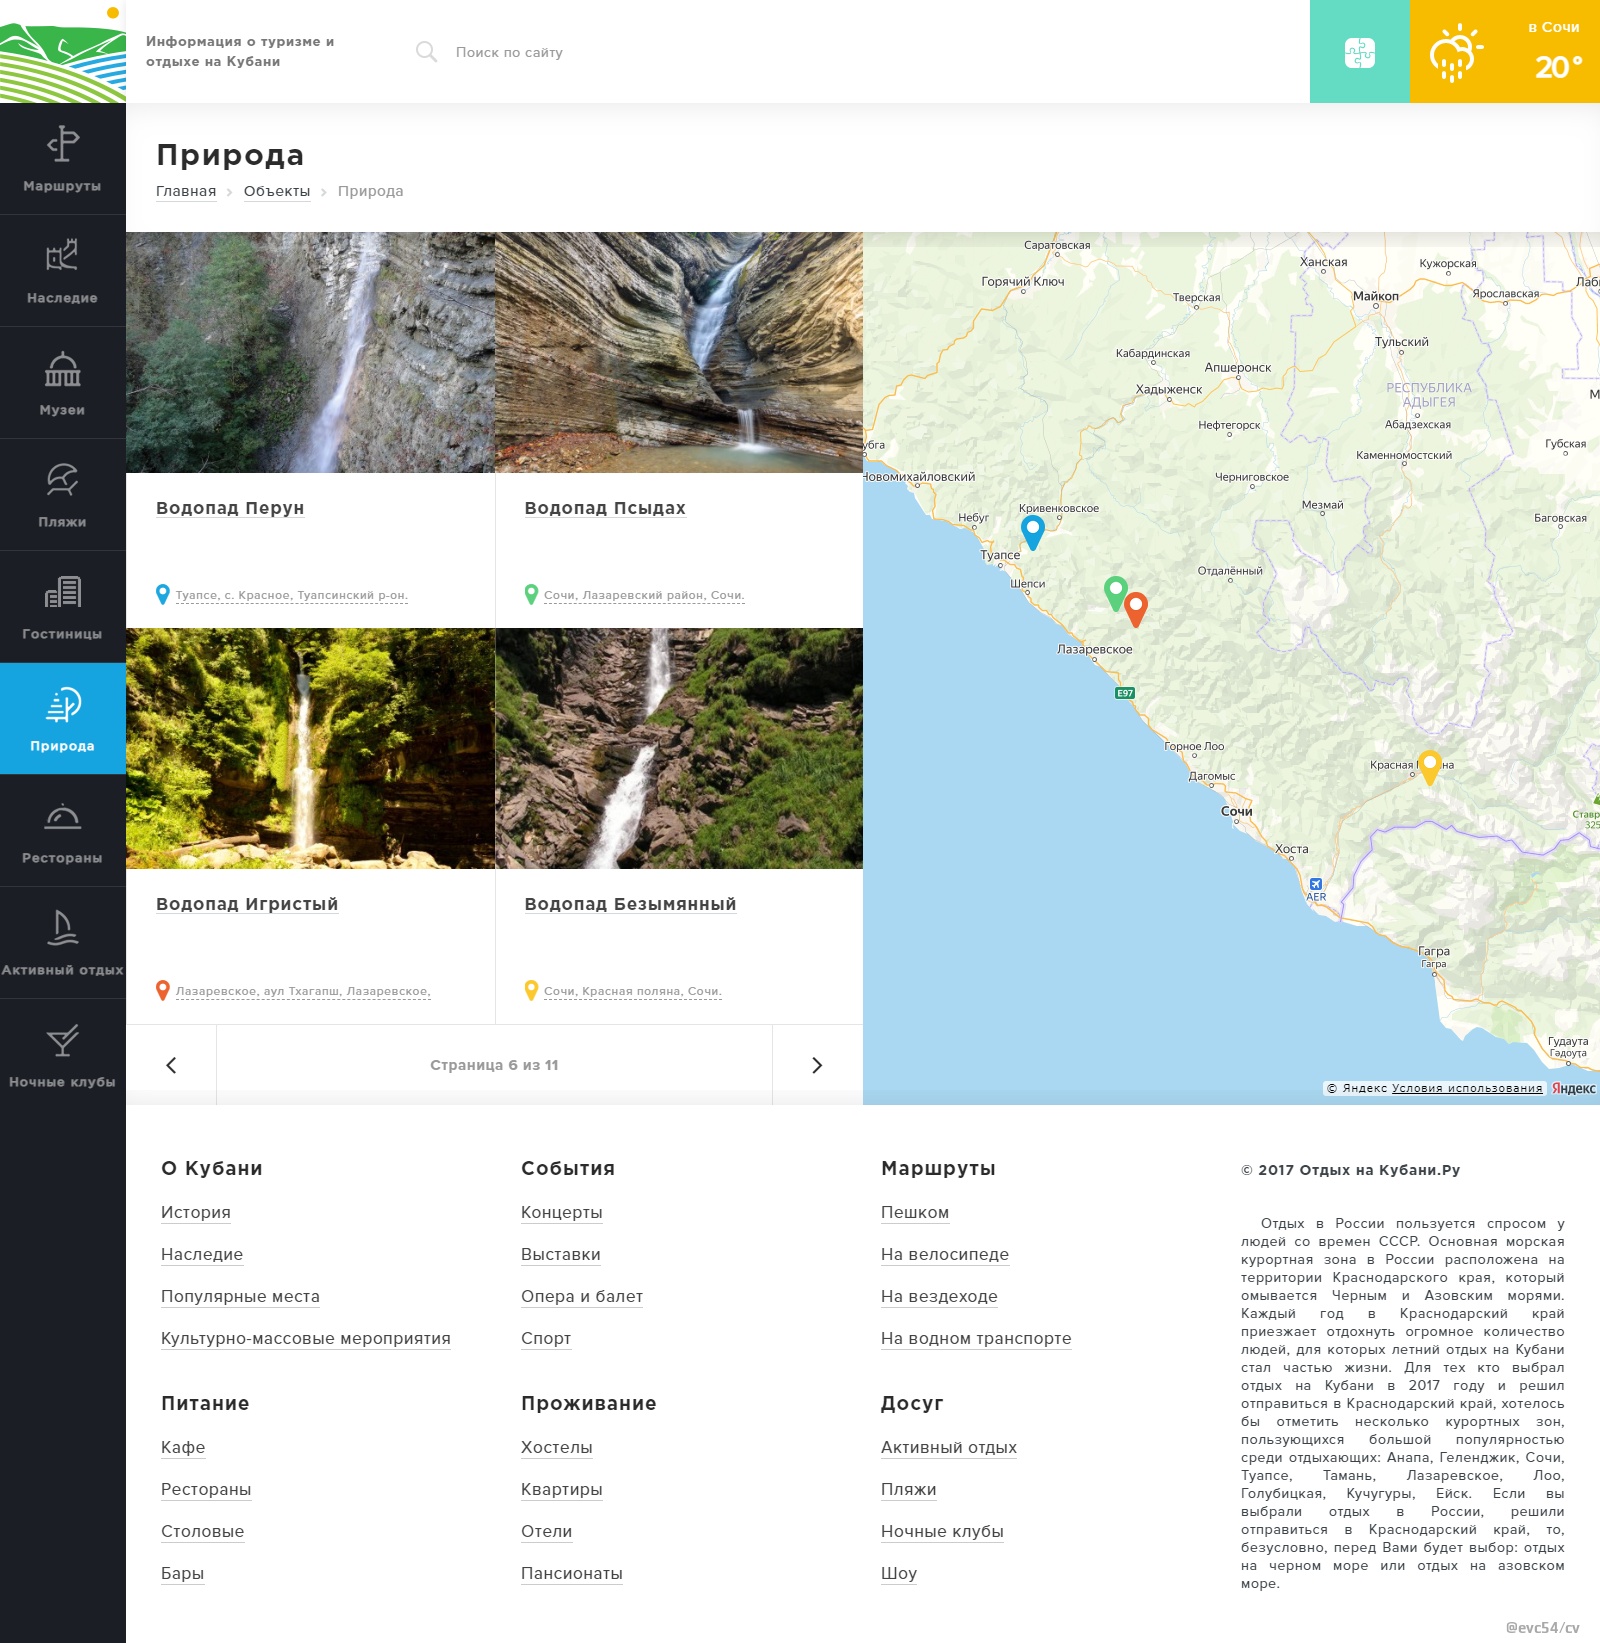 Информация о туризме и
отдыхе на Кубани
Поиск по сайту
в Сочи
20°
Маршруты
Наследие
Музеи
Пляжи
Гостиницы
Природа
Рестораны
Активный отдых
Ночные клубы
Природа
Главная > Объекты > Природа
Водопад Перун
Туапсе, с. Красное, Туапсинский р-он.
Водопад Псыдах
Сочи, Лазаревский район, Сочи.
Водопад Игристый
Лазаревское, аул Тхагапш, Лазаревское,
Водопад Безымянный
Сочи, Красная поляна, Сочи.
Страница 6 из 11
Саратовская
Горячий Ключ
Ханская
Кужорская
Тверская
Майкоп
Ярославская
Тульский
Кабардинская
Апшеронск
Хадыженск
РЕСПУБЛИКА
АДЫГЕЯ
Нефтегорск
Абадзехская
Губская
Каменномостский
Новомихайловский
Черниговское
Мезмай
Баговская
Небуг
Кривенковское
Туапсе
Отдалённый
Шепси
Лазаревское
E97
Горное Лоо
Дагомыс
Красная
Сочи
Хоста
AER
Гагра
Гагра
Гудаута
Гәдоуҭа
© Яндекс Условия использования
Яндекс
О Кубани
История
Наследие
Популярные места
Культурно-массовые мероприятия
События
Концерты
Выставки
Опера и балет
Спорт
Маршруты
Пешком
На велосипеде
На вездеходе
На водном транспорте
Питание
Кафе
Рестораны
Столовые
Бары
Проживание
Хостелы
Квартиры
Отели
Пансионаты
Досуг
Активный отдых
Пляжи
Ночные клубы
Шоу
© 2017 Отдых на Кубани.Ру
Отдых в России пользуется спросом у
людей со времен СССР. Основная морская
курортная зона в России расположена на
территории Краснодарского края, который
омывается Черным и Азовским морями.
Каждый год в Краснодарский край
приезжает отдохнуть огромное количество
людей, для которых летний отдых на Кубани
стал частью жизни. Для тех кто выбрал
отдых на Кубани в 2017 году и решил
отправиться в Краснодарский край, хотелось
бы отметить несколько курортных зон,
пользующихся большой популярностью
среди отдыхающих: Анапа, Геленджик, Сочи,
Туапсе, Тамань, Лазаревское, Лоо,
Голубицкая, Кучугуры, Ейск. Если вы
выбрали отдых в России, решили
отправиться в Краснодарский край, то,
безусловно, перед Вами будет выбор: отдых
на черном море или отдых на азовском
море.
@evc54/cv